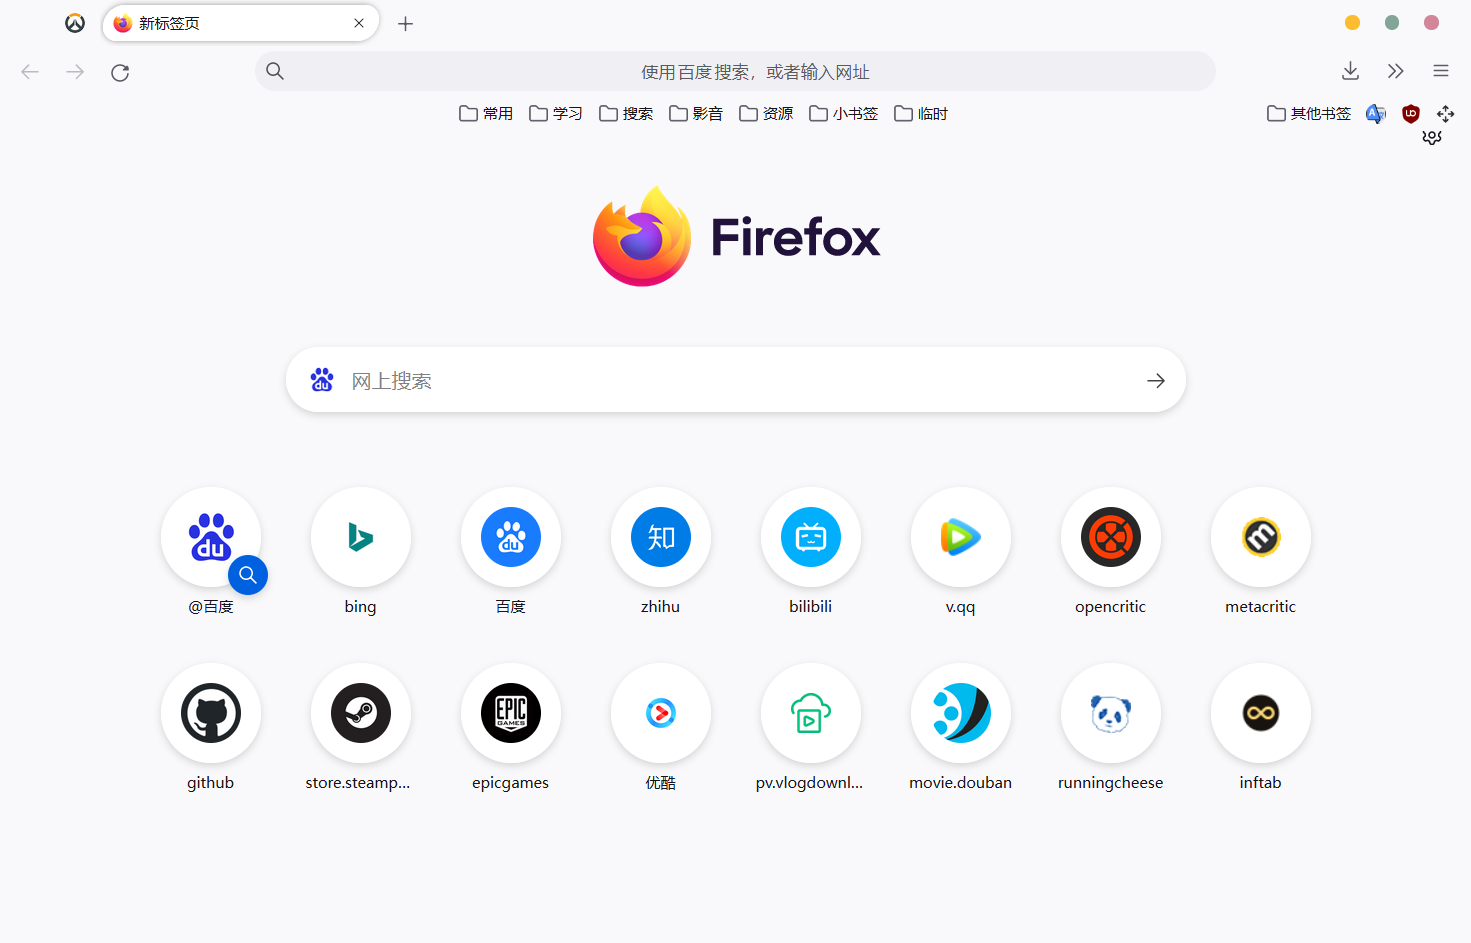 新标签页
使用百度搜索，或者输入网址
常用 学习 搜索 影音 资源 小书签 临时 其他书签
Firefox
du 网上搜索
du du 知
@百度 bing 百度 zhihu bilibili v.qq opencritic metacritic
EPIC GAMES
github store.steamp... epicgames 优酷 pv.vlogdownl... movie.douban runningcheese inftab